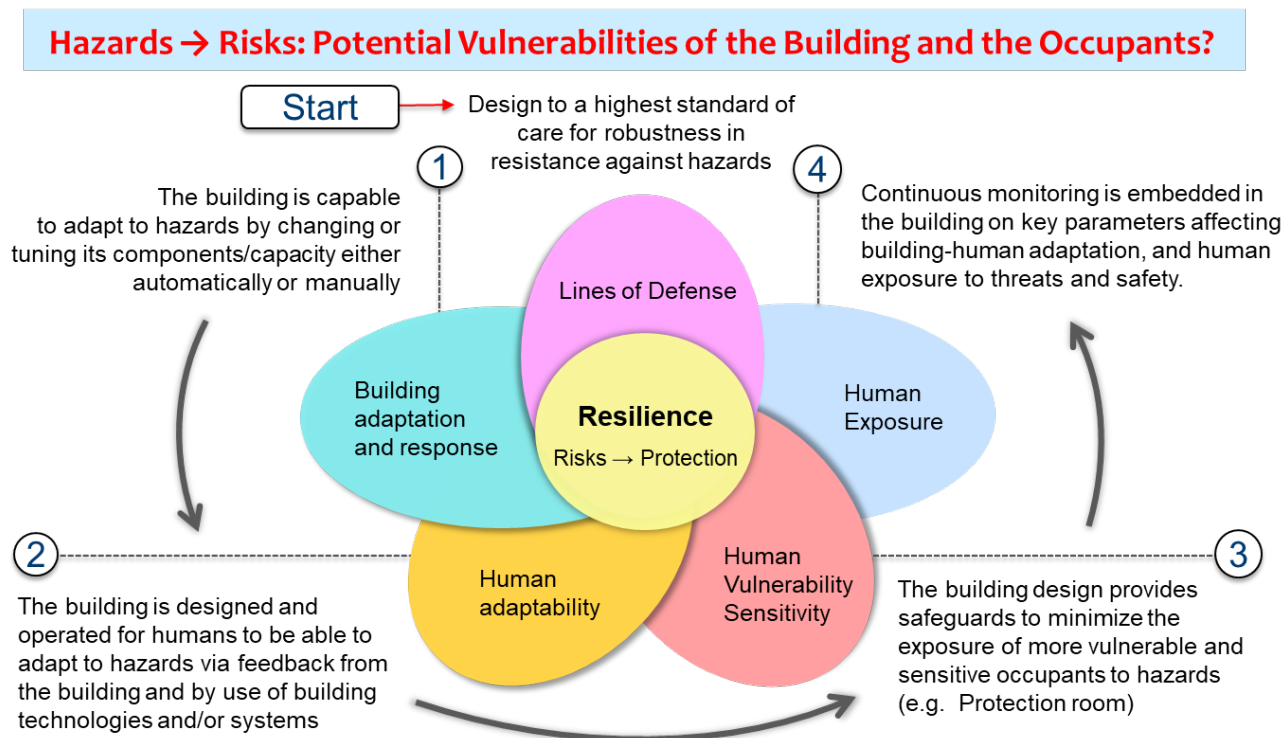 Hazards → Risks: Potential Vulnerabilities of the Building and the Occupants?
Start
Design to a highest standard of
care for robustness in
resistance against hazards
1
The building is capable
to adapt to hazards by changing or
tuning its components/capacity either
automatically or manually
4
Continuous monitoring is embedded in
the building on key parameters affecting
building-human adaptation, and human
exposure to threats and safety.
Lines of Defense
Building
adaptation
and response
Resilience
Risks → Protection
Human
Exposure
Human
adaptability
Human
Vulnerability
Sensitivity
2
The building is designed and
operated for humans to be able to
adapt to hazards via feedback from
the building and by use of building
technologies and/or systems
3
The building design provides
safeguards to minimize the
exposure of more vulnerable and
sensitive occupants to hazards
(e.g. Protection room)